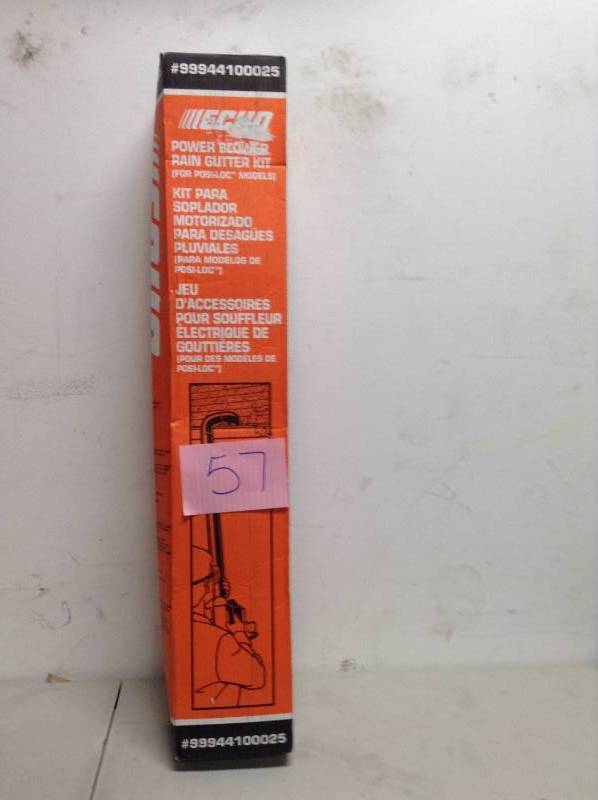 #99944100025
ECHO
POWER BLOWER
RAIN GUTTER KIT
(FOR POSI-LOC™ MODELS)
KIT PARA
SOPLADOR
MOTORIZADO
PARA DESAGÜES
PLUVIALES
(PARA MODELOS DE
POSI-LOC™)
JEU
D'ACCESSOIRES
POUR SOUFFLEUR
ÉLECTRIQUE DE
GOUTTIÈRES
(POUR DES MODÈLES DE
POSI-LOC™)
57
#99944100025